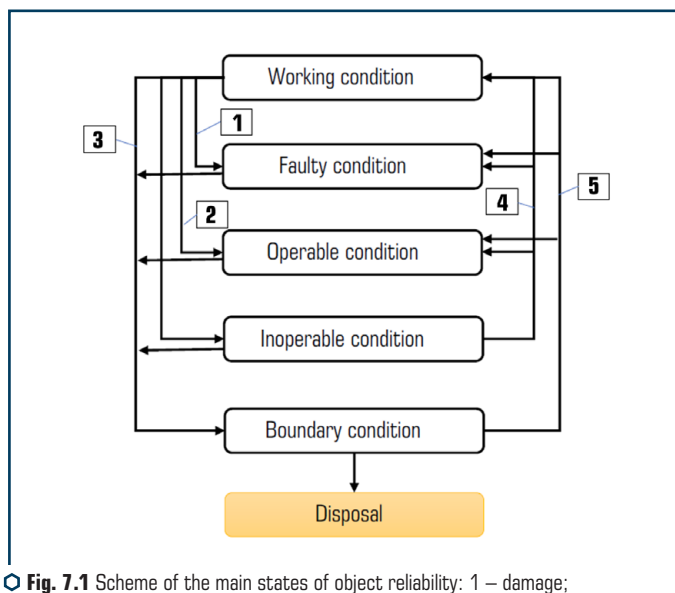 Working condition
1
3
Faulty condition
5
4
2
Operable condition
Inoperable condition
Boundary condition
Disposal
Fig. 7.1 Scheme of the main states of object reliability: 1 – damage;